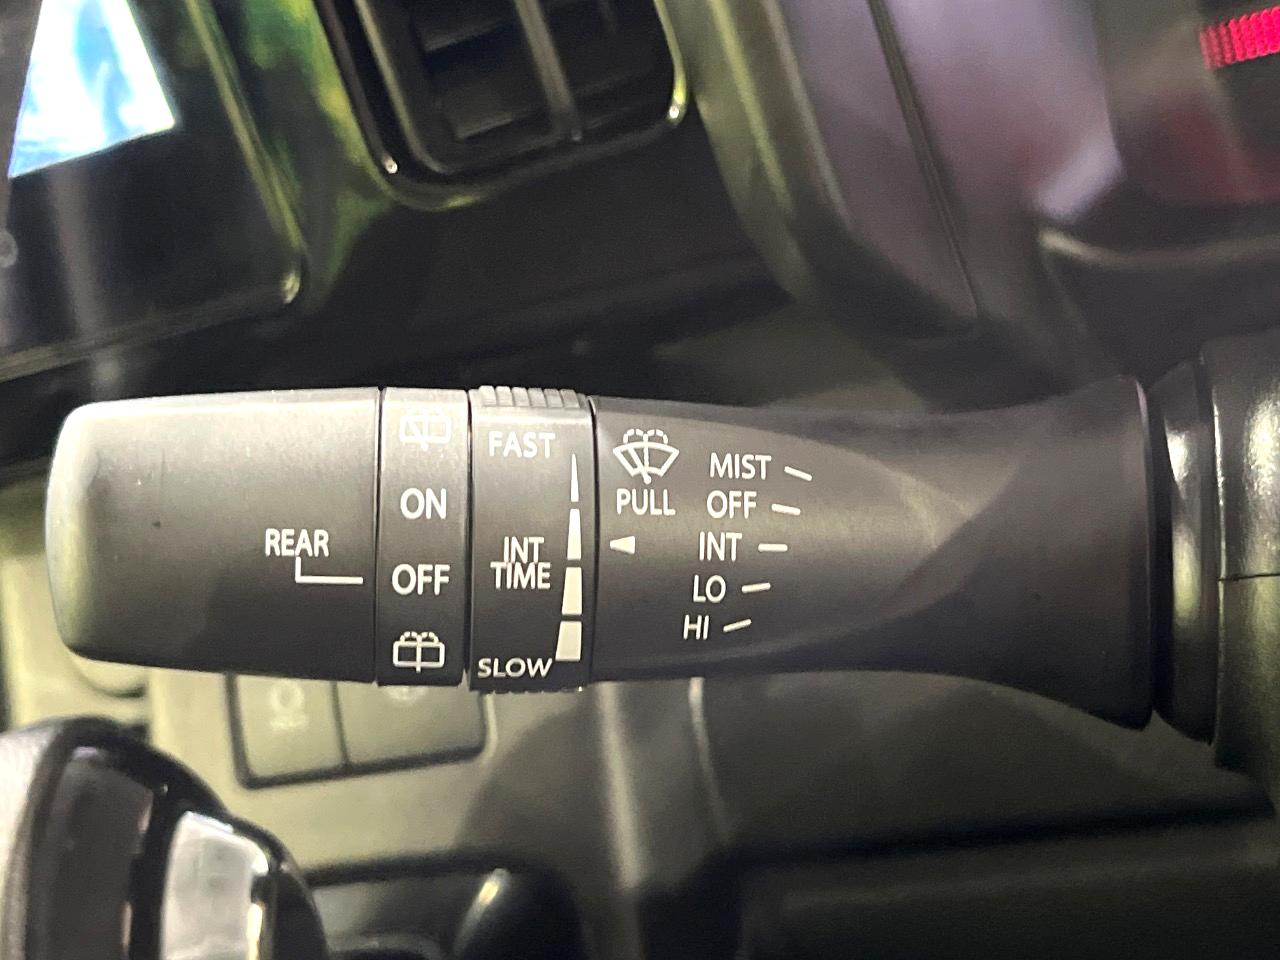 REAR
ON
OFF
FAST
INT
TIME
SLOW
PULL
MIST
OFF
INT
LO
HI